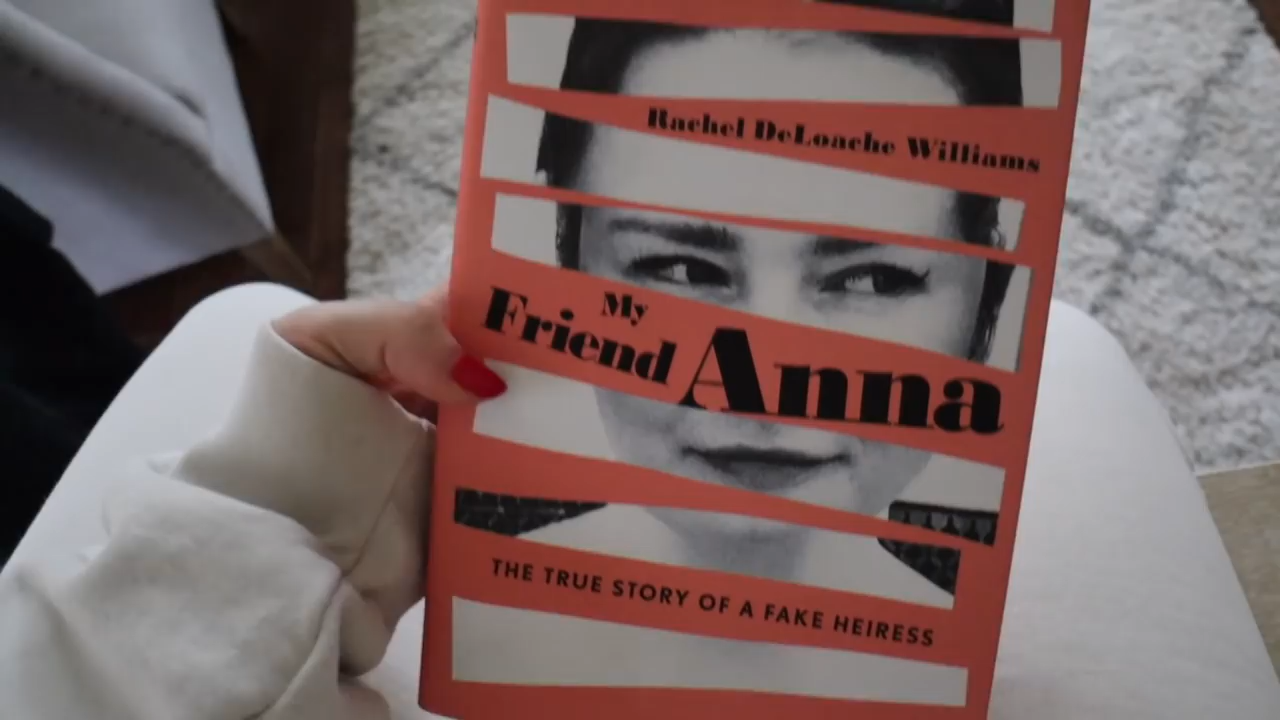 Rachel DeLoache Williams
My
Friend Anna
THE TRUE STORY OF A FAKE HEIRESS